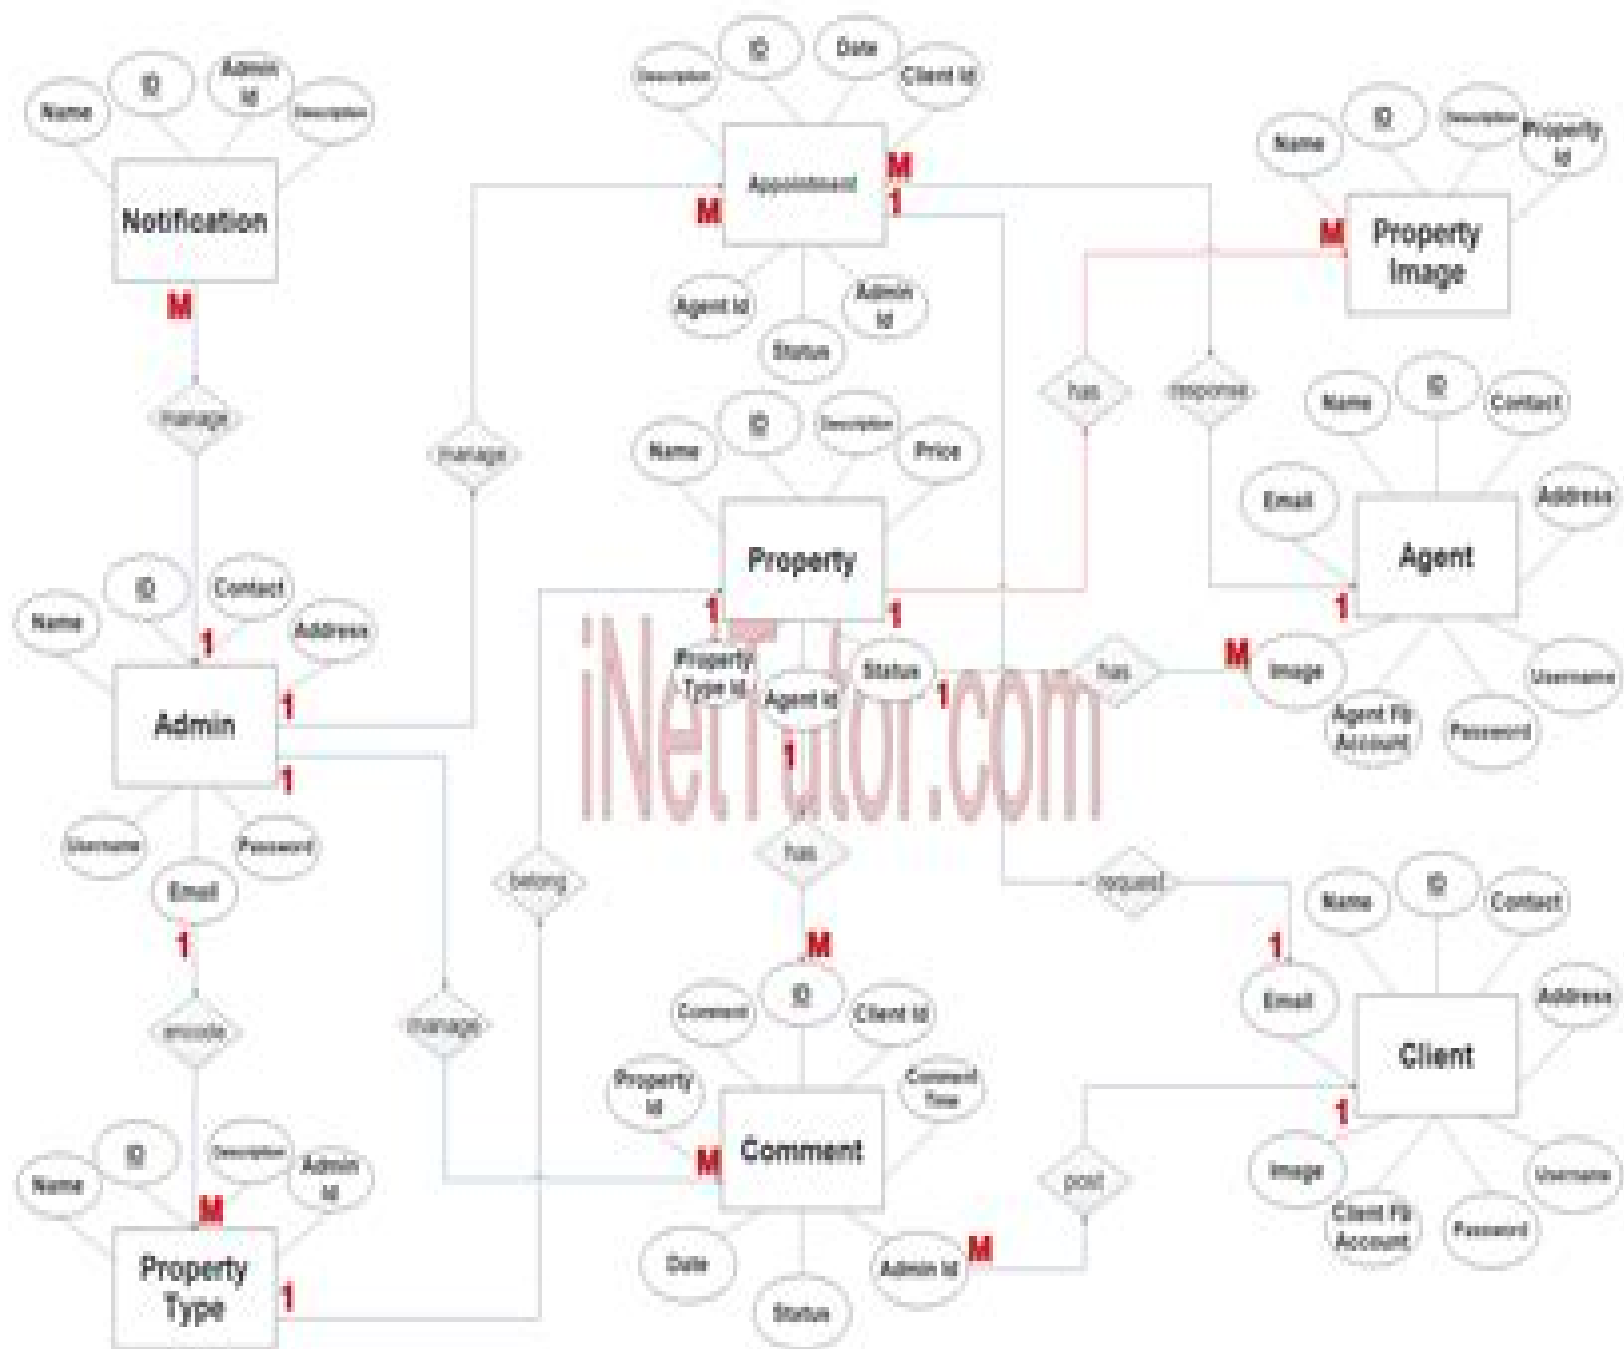 Name
ID
Admin
Id
Description
Notification
M
manage
Description
ID
Date
Client Id
Appointment
M
M
1
Agent Id
Status
Admin
Id
Name
ID
Description
Property
Id
Property
Image
M
manage
has
response
Name
ID
Description
Price
Property
1
1
Property
Type Id
Agent Id
Status
1
1
has
M
Name
ID
Contact
Email
Address
Agent
1
Image
Agent Fb
Account
Password
Username
Name
ID
Contact
Address
1
Admin
1
1
Username
Email
Password
1
encode
manage
belong
iNetTutor.com
has
M
request
1
Comment
ID
Client Id
Property
Id
Comment
Time
Comment
M
Date
Status
Admin Id
M
post
Name
ID
Contact
Email
Address
Client
1
Image
Client Fb
Account
Password
Username
Name
ID
Description
Admin
Id
M
Property
Type
1